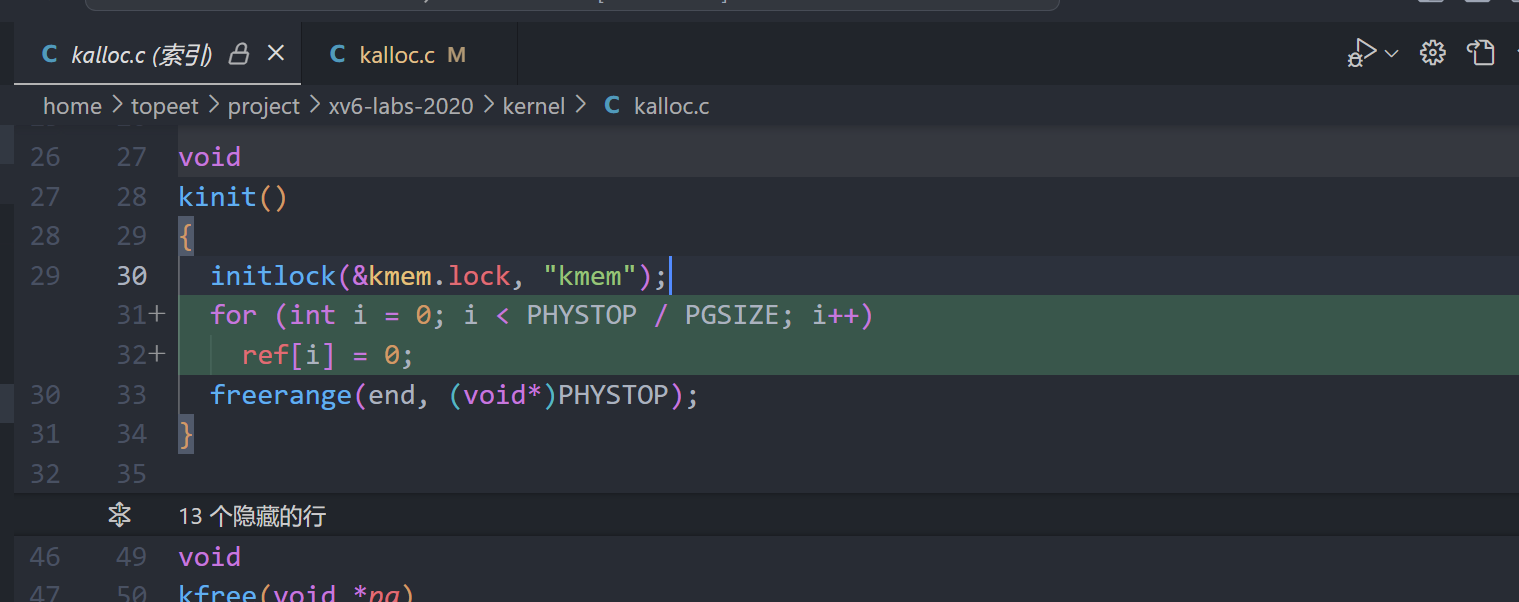 C kalloc.c (索引) C kalloc.c M
home > topeet > project > xv6-labs-2020 > kernel > C kalloc.c
26 27 void
27 28 kinit()
28 29 {
29 30 initlock(&kmem.lock, "kmem");
31+ for (int i = 0; i < PHYSTOP / PGSIZE; i++)
32+ ref[i] = 0;
30 33 freerange(end, (void*)PHYSTOP);
31 34 }
32 35
13 个隐藏的行
46 49 void
47 50 kfree(void *pa)